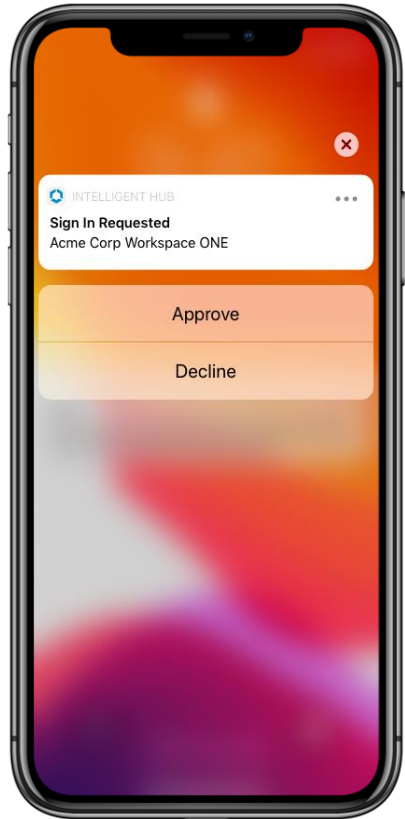 INTELLIGENT HUB
Sign In Requested
Acme Corp Workspace ONE
Approve
Decline